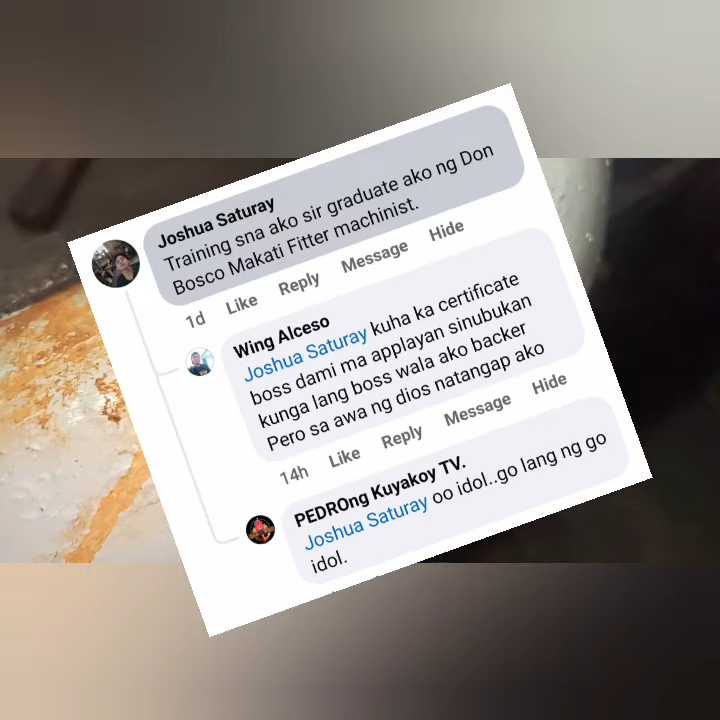 Joshua Saturay
Training sna ako sir graduate ako ng Don
Bosco Makati Fitter machinist.
1d Like Reply Message Hide
Wing Alceso
Joshua Saturay kuha ka certificate
boss dami ma applayan sinubukan
kunga lang boss wala ako backer
Pero sa awa ng dios natangap ako
14h Like Reply Message Hide
PEDROng Kuyakoy TV.
Joshua Saturay oo idol..go lang ng go
idol.